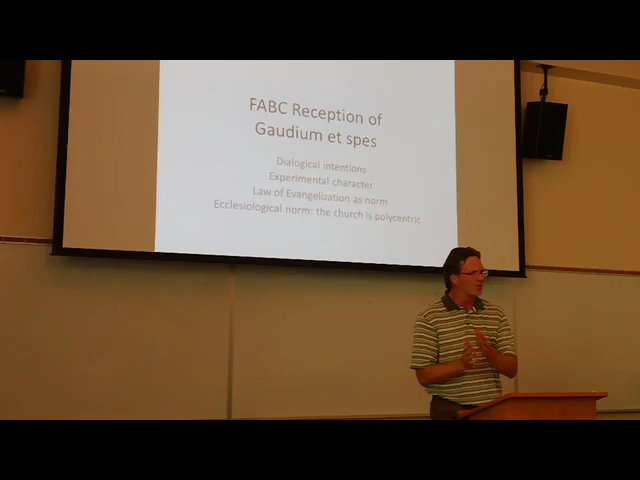 FABC Reception of
Gaudium et spes
Dialogical intentions
Experimental character
Law of Evangelization as norm
Ecclesiological norm: the church is polycentric